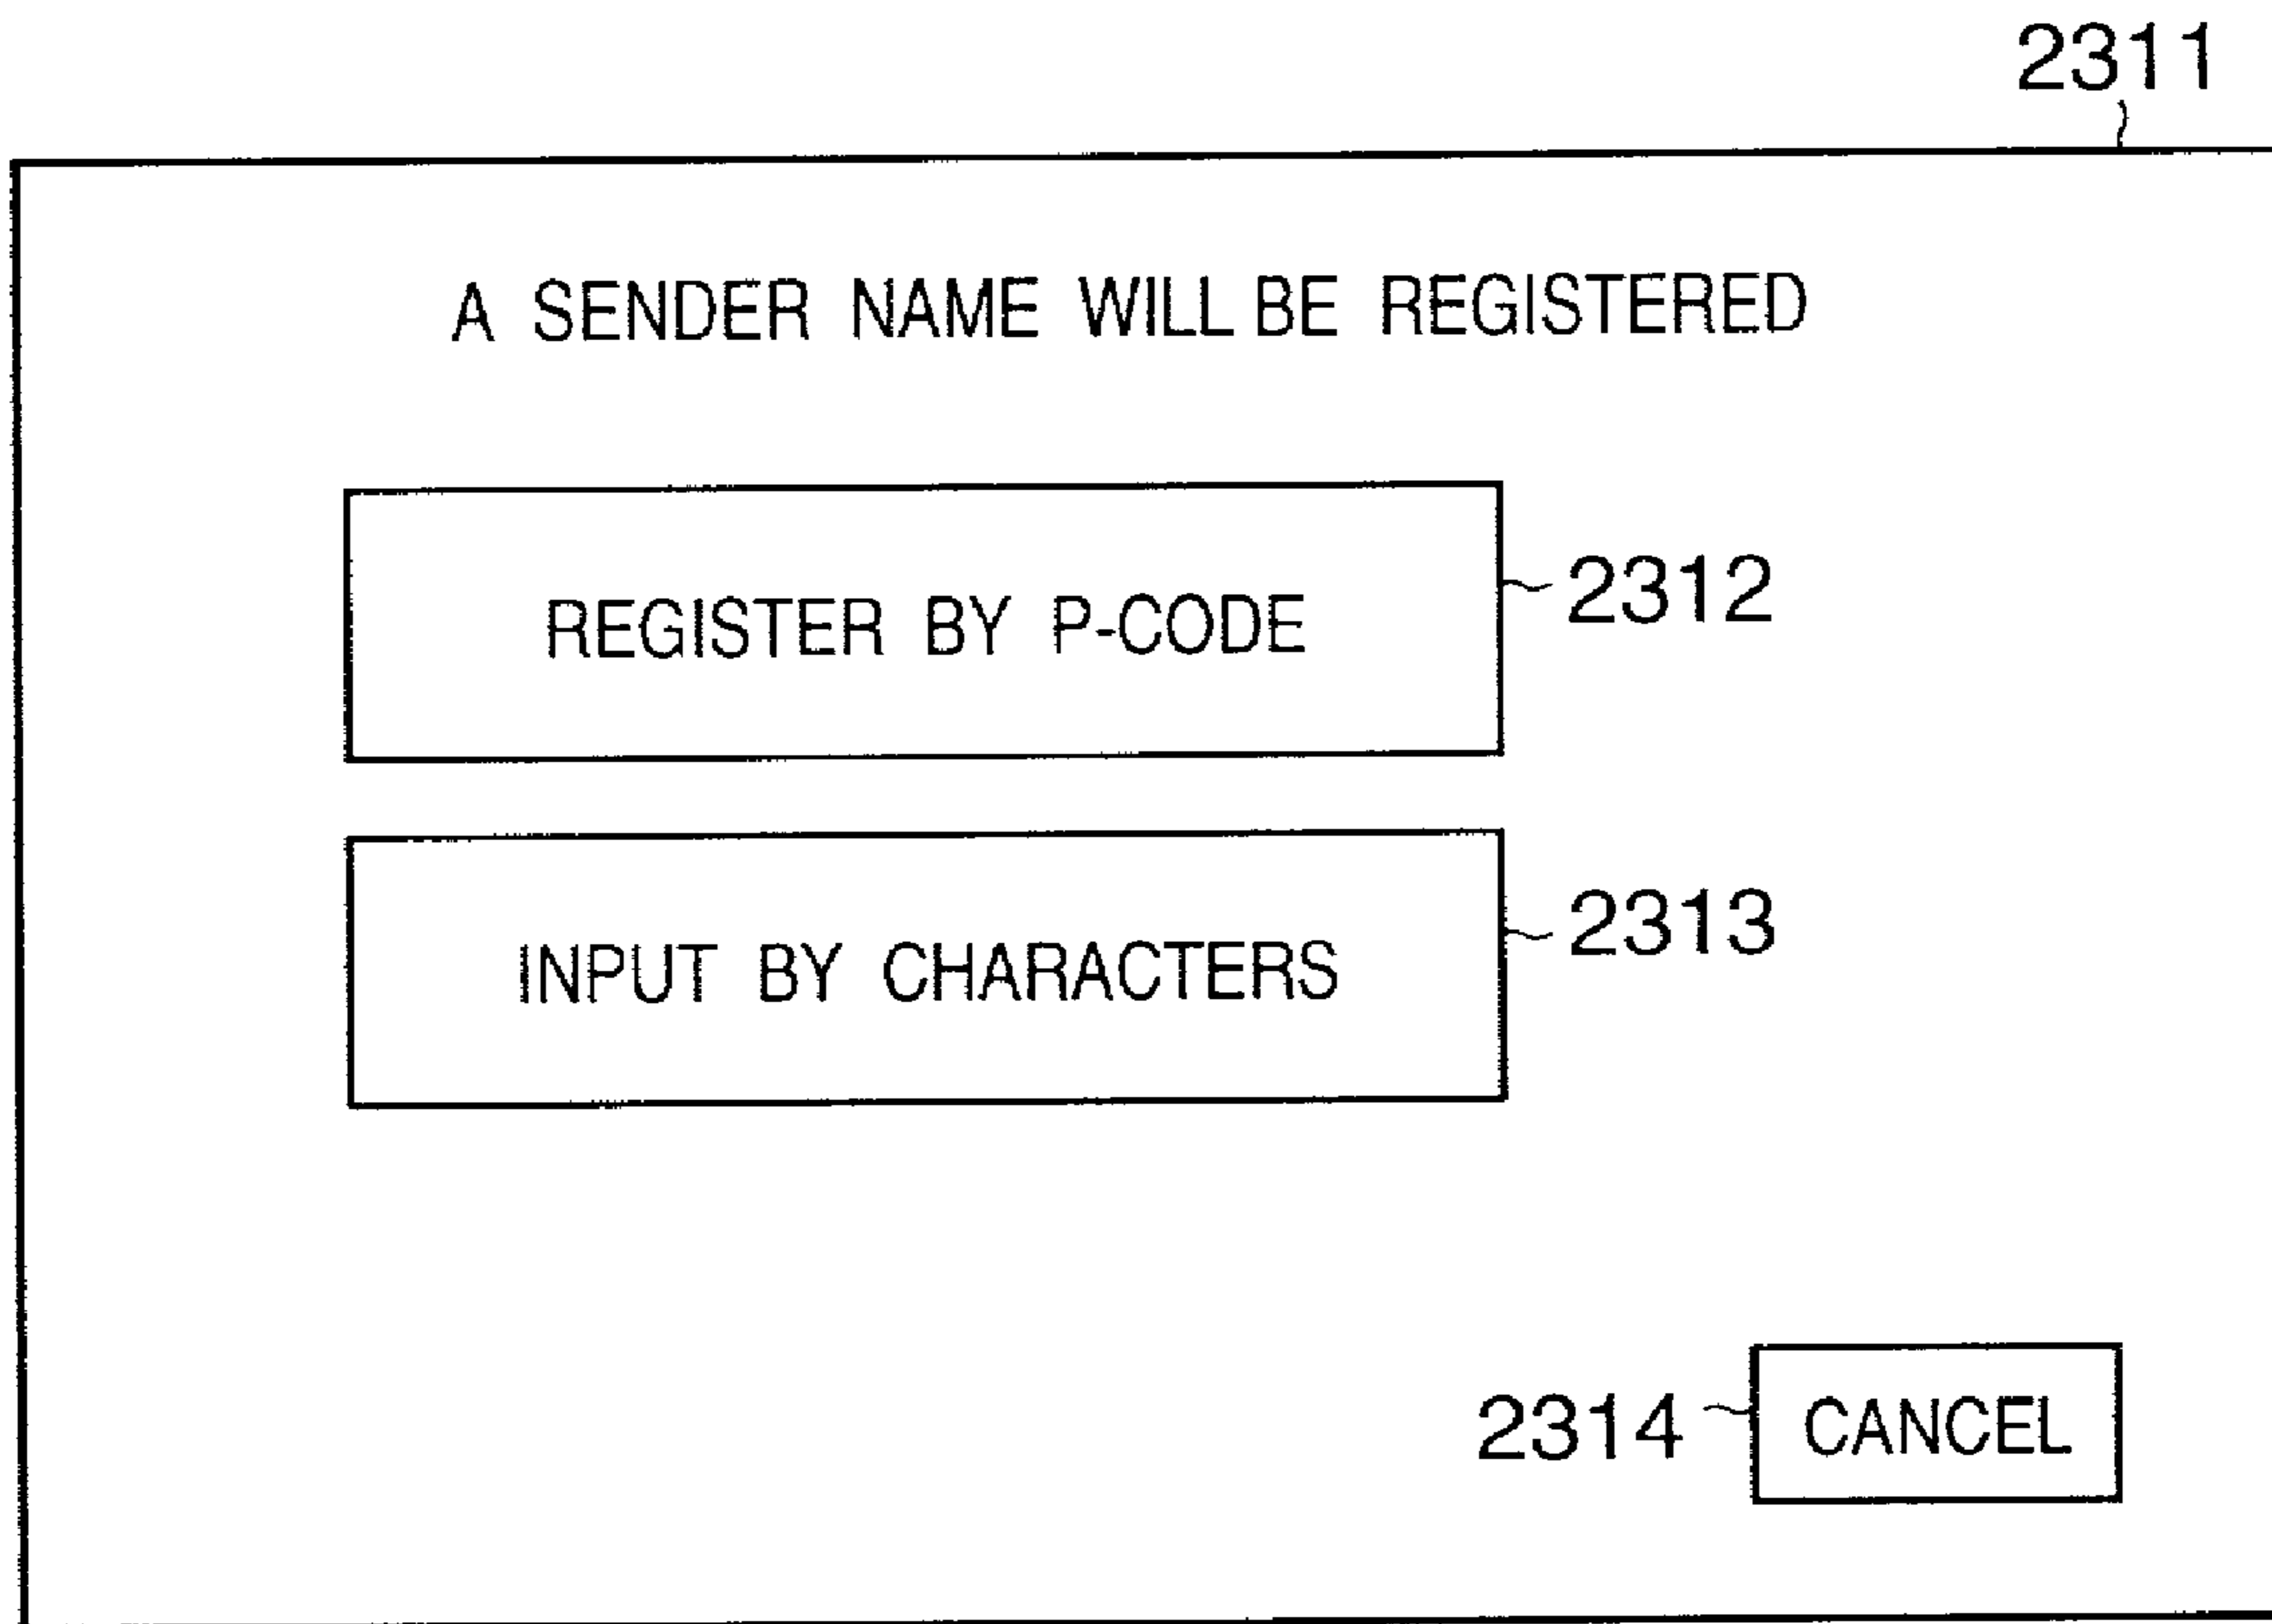 2311
A SENDER NAME WILL BE REGISTERED
REGISTER BY P-CODE
2312
INPUT BY CHARACTERS
2313
2314
CANCEL